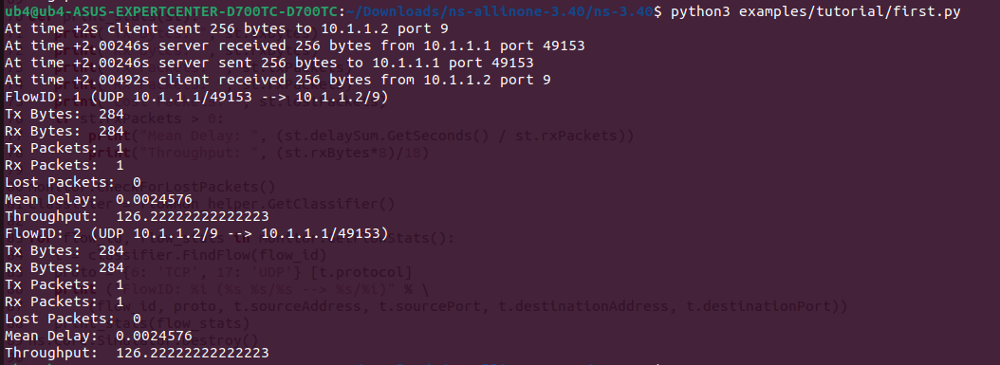 ub4@ub4-ASUS-EXPERTCENTER-D700TC-D700TC:~/Downloads/ns-allinone-3.40/ns-3.40$ python3 examples/tutorial/first.py
At time +2s client sent 256 bytes to 10.1.1.2 port 9
At time +2.00246s server received 256 bytes from 10.1.1.1 port 49153
At time +2.00246s server sent 256 bytes to 10.1.1.1 port 49153
At time +2.00492s client received 256 bytes from 10.1.1.2 port 9
FlowID: 1 (UDP 10.1.1.1/49153 --> 10.1.1.2/9)
Tx Bytes:  284
Rx Bytes:  284
Tx Packets:  1
Rx Packets:  1
Lost Packets:  0
Mean Delay:  0.0024576
Throughput:  126.22222222222223
FlowID: 2 (UDP 10.1.1.2/9 --> 10.1.1.1/49153)
Tx Bytes:  284
Rx Bytes:  284
Tx Packets:  1
Rx Packets:  1
Lost Packets:  0
Mean Delay:  0.0024576
Throughput:  126.22222222222223